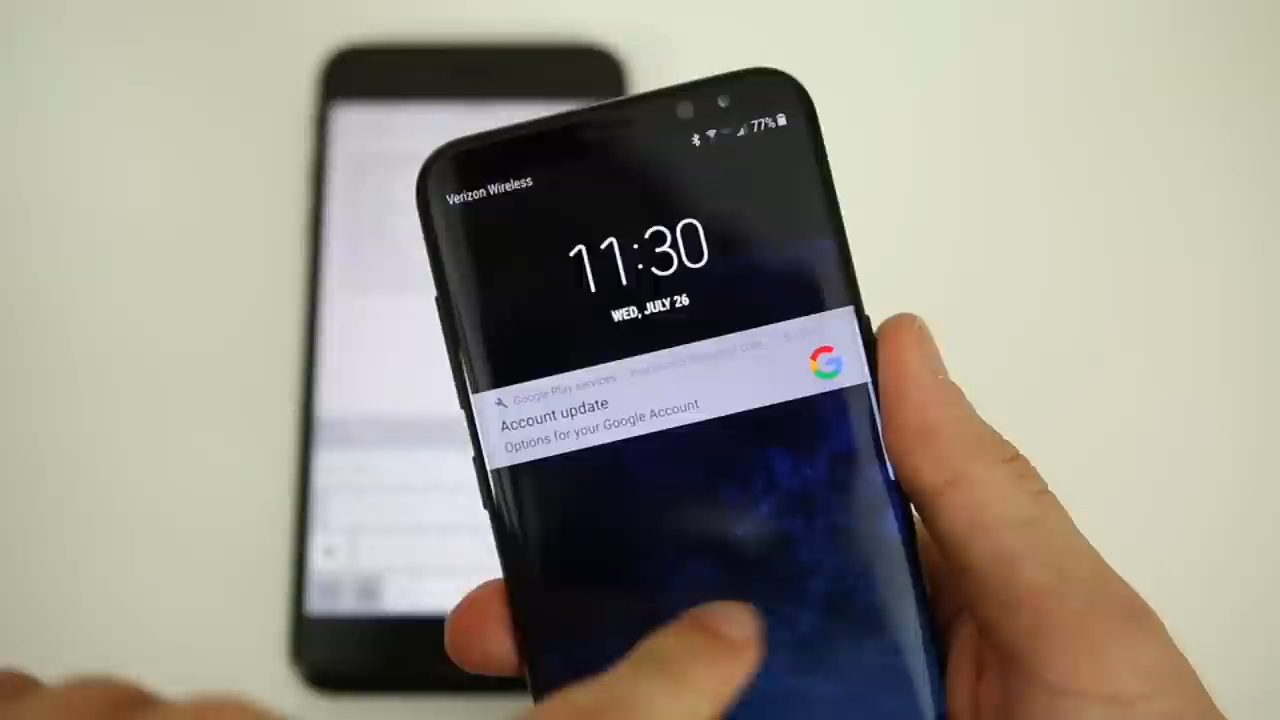 77%
Verizon Wireless
11:30
WED, JULY 26
Google Play services
Account update
Options for your Google Account